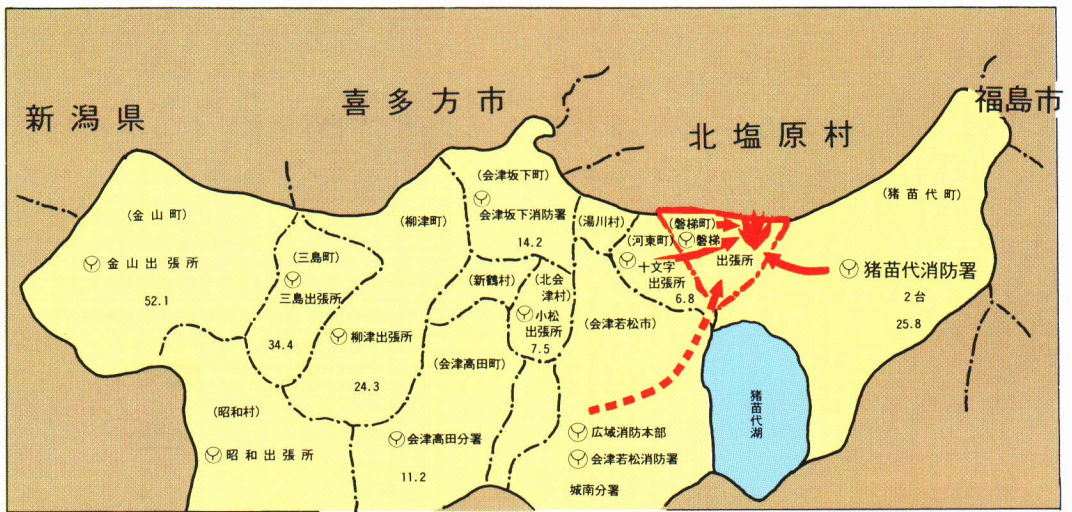 新潟県
喜多方市
北塩原村
福島市
(金山町)
金山出張所
52.1
(三島町)
三島出張所
34.4
(柳津町)
柳津出張所
24.3
(会津坂下町)
会津坂下消防署
14.2
(湯川村)
(河東町)
十文字
出張所
6.8
(磐梯町)
磐梯
出張所
(猪苗代町)
猪苗代消防署
2台
25.8
(新鶴村)
(北会
津村)
小松
出張所
7.5
(会津若松市)
(会津高田町)
会津高田分署
11.2
(昭和村)
昭和出張所
広域消防本部
会津若松消防署
城南分署
猪苗代湖